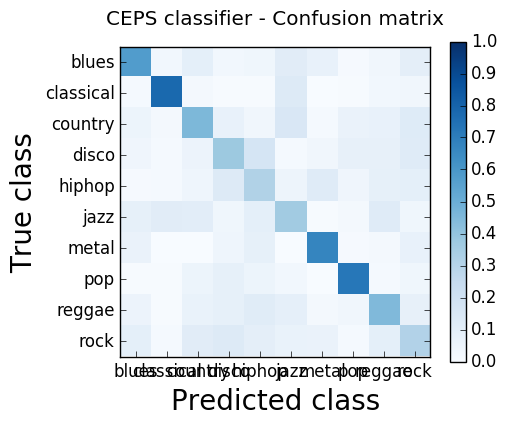 CEPS classifier - Confusion matrix
True class
blues
classical
country
disco
hiphop
jazz
metal
pop
reggae
rock
blues classical country disco hiphop jazz metal pop reggae rock
Predicted class
1.0
0.9
0.8
0.7
0.6
0.5
0.4
0.3
0.2
0.1
0.0